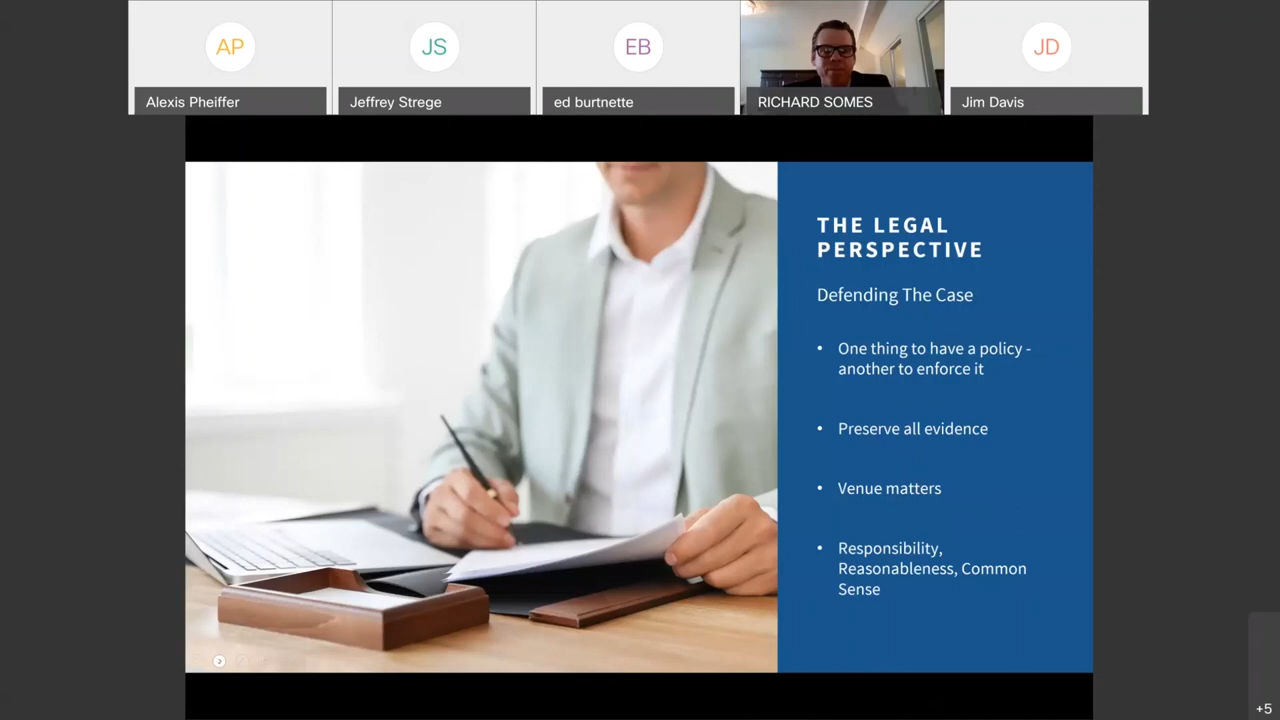 AP
JS
EB
JD
Alexis Pheiffer
Jeffrey Strege
ed burtnette
RICHARD SOMES
Jim Davis
THE LEGAL
PERSPECTIVE
Defending The Case
• One thing to have a policy -
another to enforce it
• Preserve all evidence
• Venue matters
• Responsibility,
Reasonableness, Common
Sense
+5